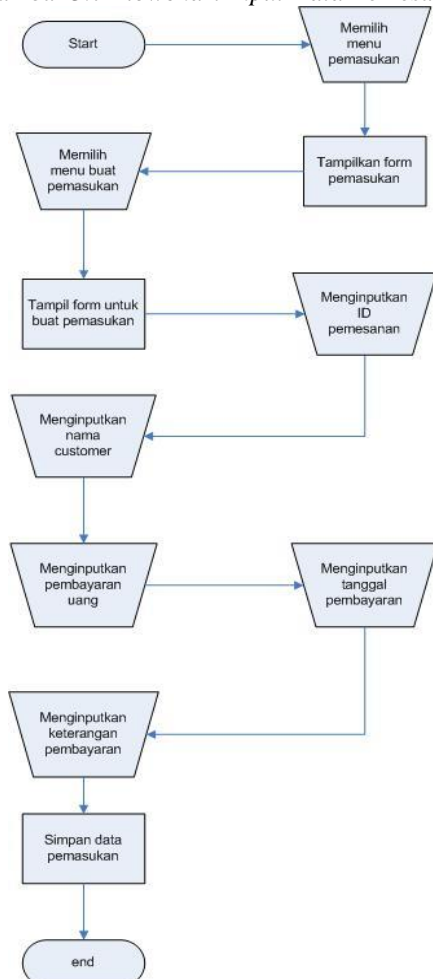 Start
Memilih
menu
pemasukan
Tampilkan form
pemasukan
Memilih
menu buat
pemasukan
Tampil form untuk
buat pemasukan
Menginputkan
ID
pemesanan
Menginputkan
nama
customer
Menginputkan
pembayaran
uang
Menginputkan
tanggal
pembayaran
Menginputkan
keterangan
pembayaran
Simpan data
pemasukan
end